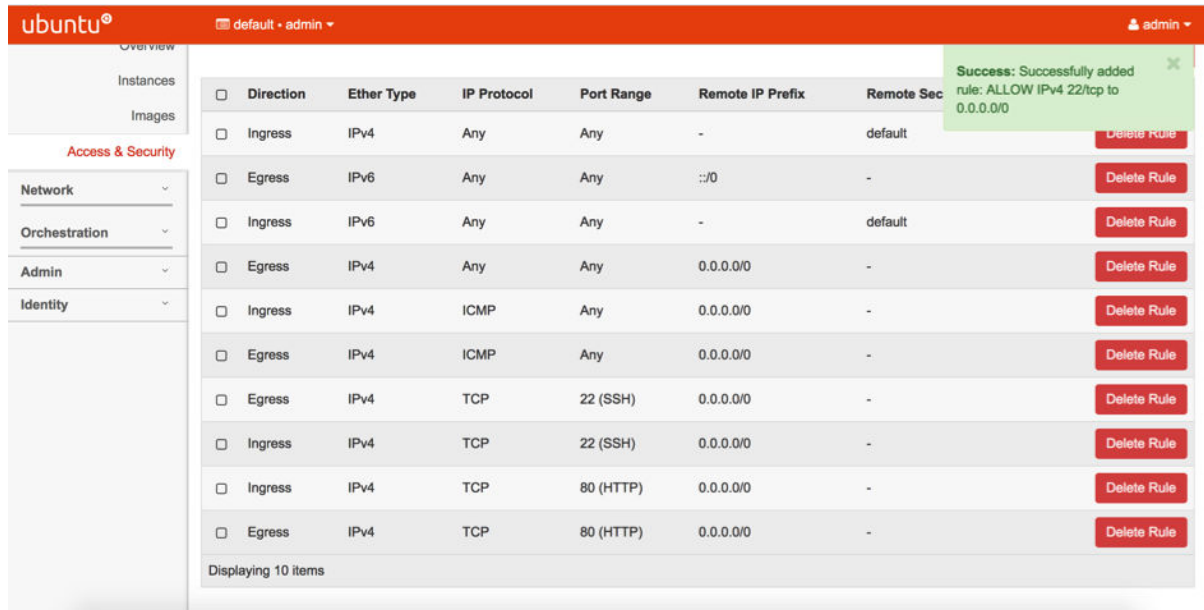 ubuntu default • admin admin
Overview
Instances
Images
Access & Security
Network
Orchestration
Admin
Identity
Success: Successfully added
rule: ALLOW IPv4 22/tcp to
0.0.0.0/0
Direction Ether Type IP Protocol Port Range Remote IP Prefix Remote Sec
Ingress IPv4 Any Any - default Delete Rule
Egress IPv6 Any Any ::/0 - Delete Rule
Ingress IPv6 Any Any - default Delete Rule
Egress IPv4 Any Any 0.0.0.0/0 - Delete Rule
Ingress IPv4 ICMP Any 0.0.0.0/0 - Delete Rule
Egress IPv4 ICMP Any 0.0.0.0/0 - Delete Rule
Egress IPv4 TCP 22 (SSH) 0.0.0.0/0 - Delete Rule
Ingress IPv4 TCP 22 (SSH) 0.0.0.0/0 - Delete Rule
Ingress IPv4 TCP 80 (HTTP) 0.0.0.0/0 - Delete Rule
Egress IPv4 TCP 80 (HTTP) 0.0.0.0/0 - Delete Rule
Displaying 10 items